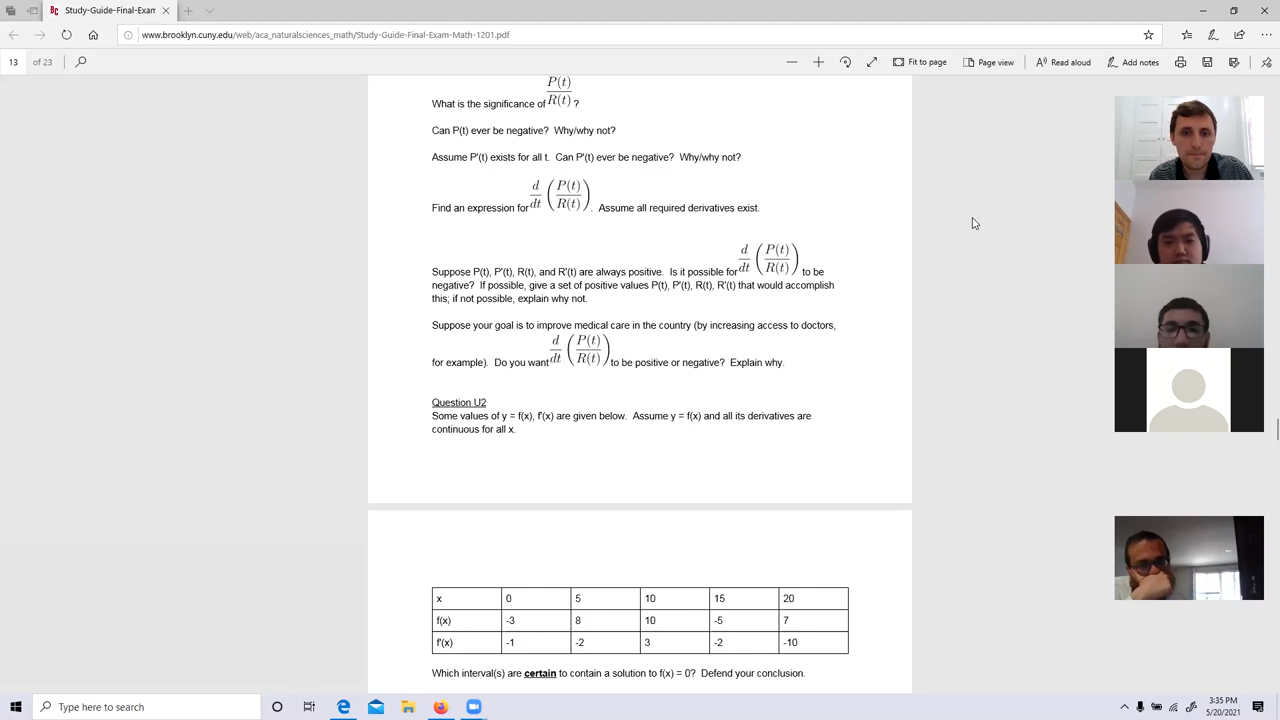 Study-Guide-Final-Exam
www.brooklyn.cuny.edu/web/aca_naturalsciences_math/Study-Guide-Final-Exam-Math-1201.pdf
13 of 23 Fit to page Page view Read aloud Add notes
What is the significance of P(t)/R(t) ?
Can P(t) ever be negative? Why/why not?
Assume P'(t) exists for all t. Can P'(t) ever be negative? Why/why not?
Find an expression for d/dt (P(t)/R(t)). Assume all required derivatives exist.
Suppose P(t), P'(t), R(t), and R'(t) are always positive. Is it possible for d/dt (P(t)/R(t)) to be
negative? If possible, give a set of positive values P(t), P'(t), R(t), R'(t) that would accomplish
this; if not possible, explain why not.
Suppose your goal is to improve medical care in the country (by increasing access to doctors,
for example). Do you want d/dt (P(t)/R(t)) to be positive or negative? Explain why.
Question U2
Some values of y = f(x), f'(x) are given below. Assume y = f(x) and all its derivatives are
continuous for all x.
x 0 5 10 15 20
f(x) -3 8 10 -5 7
f'(x) -1 -2 3 -2 -10
Which interval(s) are certain to contain a solution to f(x) = 0? Defend your conclusion.
Type here to search
3:35 PM
5/20/2021